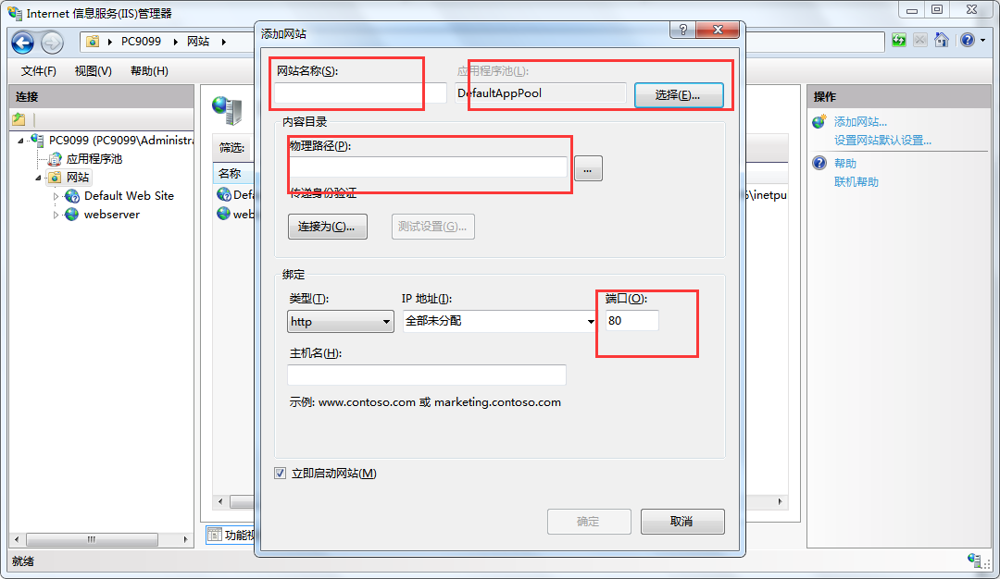 Internet 信息服务(IIS)管理器
PC9099 网站
文件(F) 视图(V) 帮助(H)
连接
PC9099 (PC9099\Administra
应用程序池
网站
Default Web Site
webserver
筛选:
名称
Defa
web
%\inetpu
功能视
添加网站
网站名称(S):
应用程序池(L):
DefaultAppPool
选择(E)...
内容目录
物理路径(P):
...
传递身份验证
连接为(C)...
测试设置(G)...
绑定
类型(T):
IP 地址(I):
端口(O):
http
全部未分配
80
主机名(H):
示例: www.contoso.com 或 marketing.contoso.com
立即启动网站(M)
确定
取消
操作
添加网站...
设置网站默认设置...
帮助
联机帮助
就绪